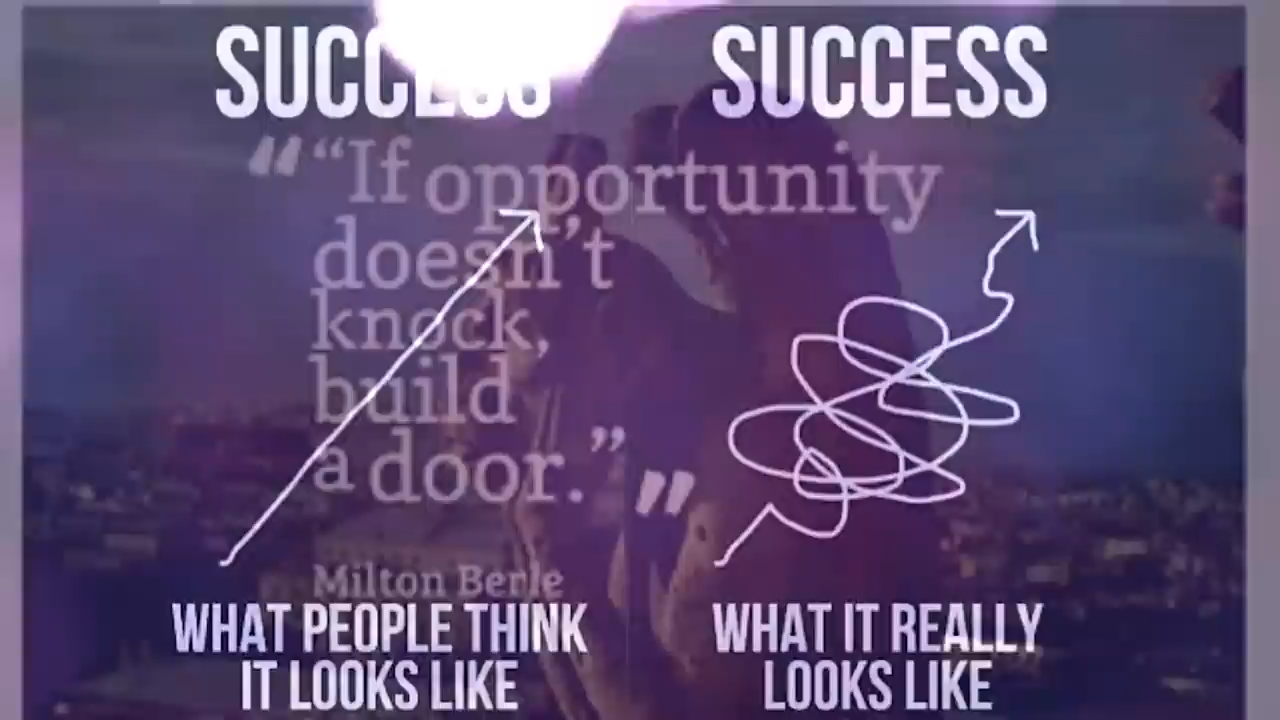 SUCCESS SUCCESS
“ “If opportunity
doesn’t
knock,
build
a door.” ”
Milton Berle
WHAT PEOPLE THINK
IT LOOKS LIKE
WHAT IT REALLY
LOOKS LIKE